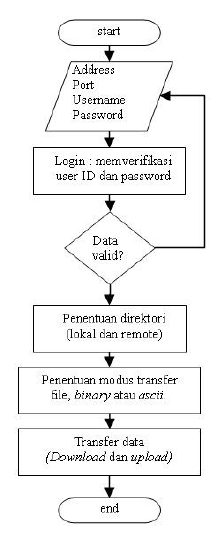 start
Address
Port
Username
Password
Login : memverifikasi
user ID dan password
Data
valid?
Penentuan direktori
(lokal dan remote)
Penentuan modus transfer
file, binary atau ascii.
Transfer data
(Download dan upload)
end